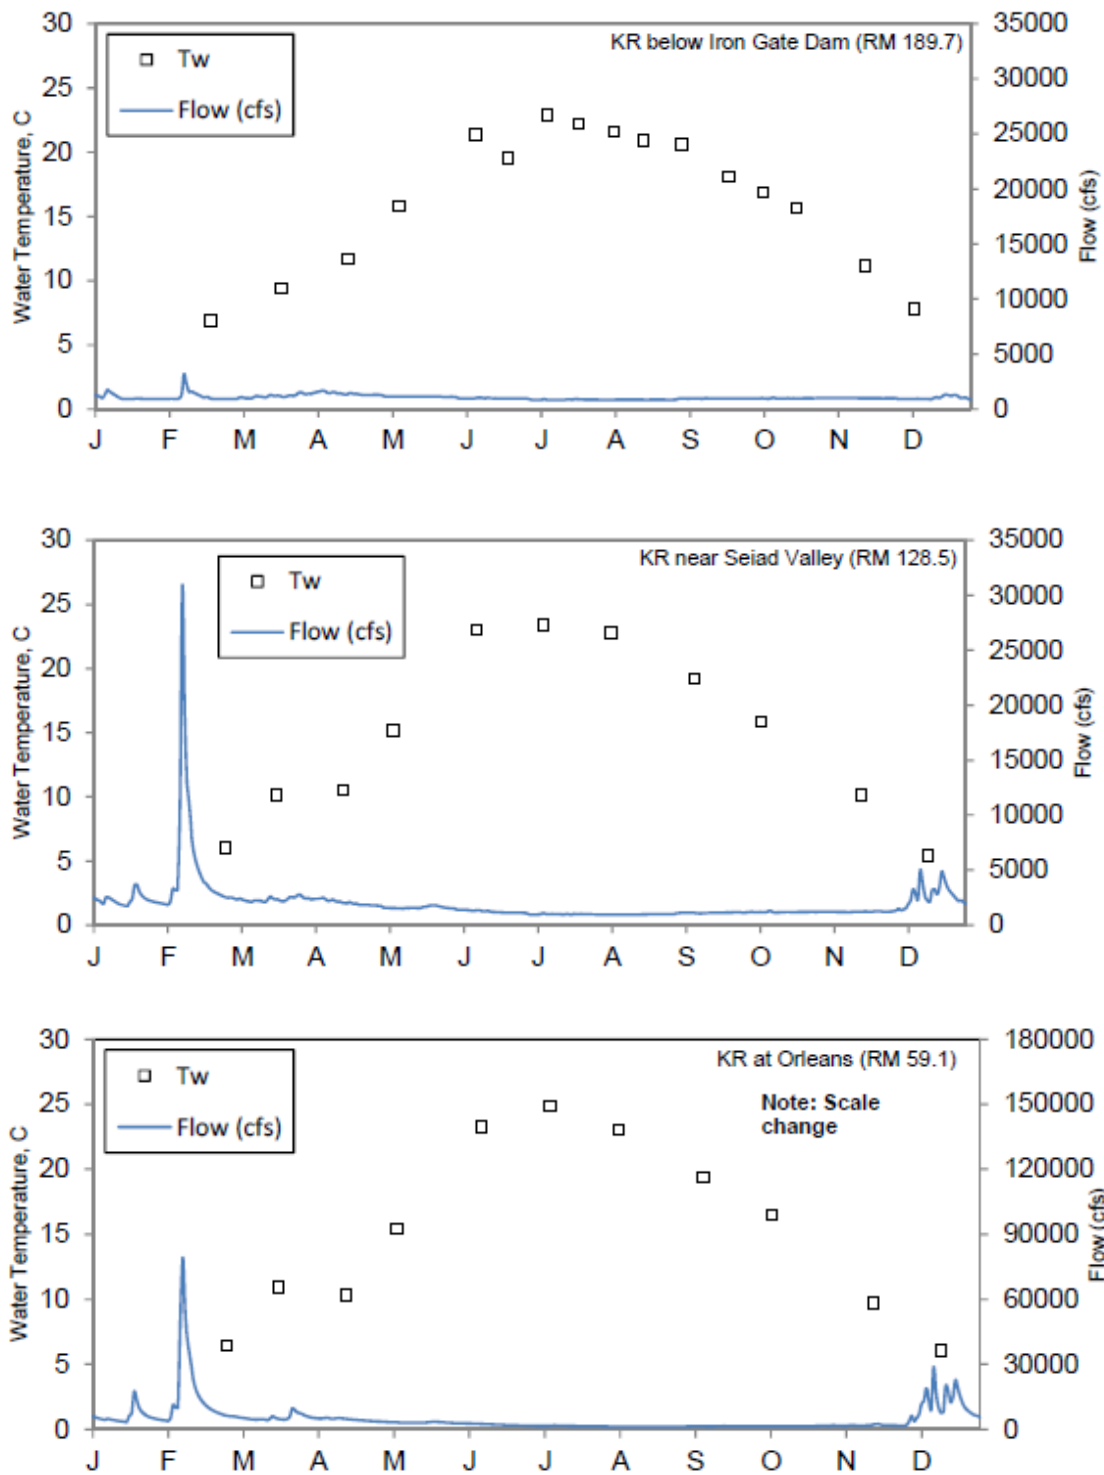 KR below Iron Gate Dam (RM 189.7)
Tw
Flow (cfs)
Water Temperature, C
30
25
20
15
10
5
0
35000
30000
25000
20000
15000
10000
5000
0
Flow (cfs)
J F M A M J J A S O N D
KR near Seiad Valley (RM 128.5)
Tw
Flow (cfs)
Water Temperature, C
30
25
20
15
10
5
0
35000
30000
25000
20000
15000
10000
5000
0
Flow (cfs)
J F M A M J J A S O N D
KR at Orleans (RM 59.1)
Note: Scale
change
Tw
Flow (cfs)
Water Temperature, C
30
25
20
15
10
5
0
180000
150000
120000
90000
60000
30000
0
Flow (cfs)
J F M A M J J A S O N D